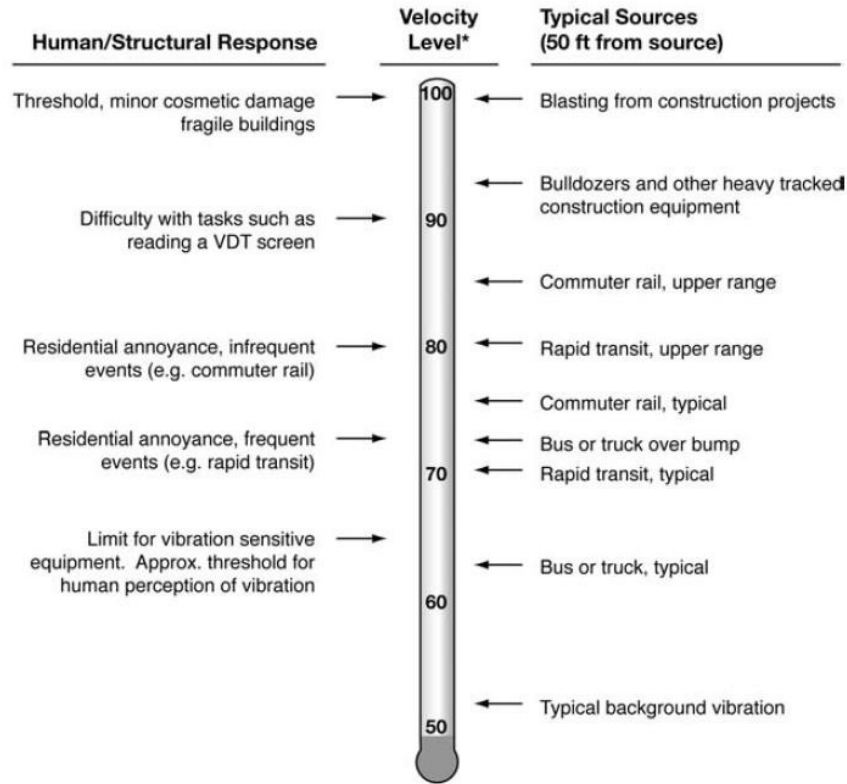 Human/Structural Response
Velocity
Level*
Typical Sources
(50 ft from source)
Threshold, minor cosmetic damage
fragile buildings
100
Blasting from construction projects
Bulldozers and other heavy tracked
construction equipment
Difficulty with tasks such as
reading a VDT screen
90
Commuter rail, upper range
Residential annoyance, infrequent
events (e.g. commuter rail)
80
Rapid transit, upper range
Commuter rail, typical
Residential annoyance, frequent
events (e.g. rapid transit)
Bus or truck over bump
70
Rapid transit, typical
Limit for vibration sensitive
equipment. Approx. threshold for
human perception of vibration
Bus or truck, typical
60
Typical background vibration
50